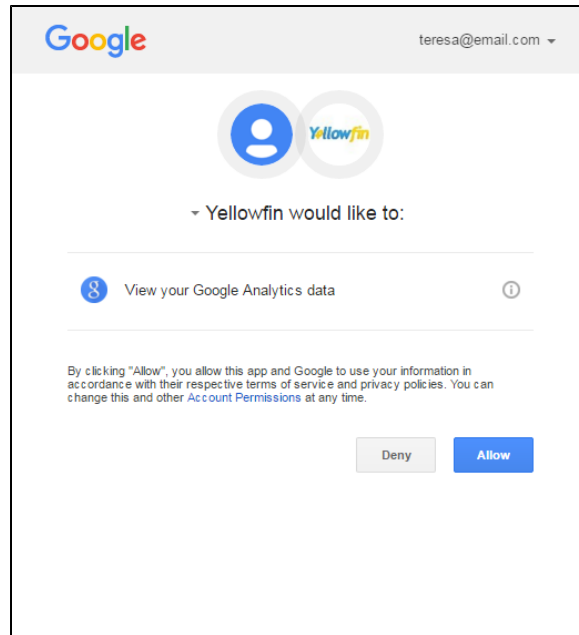 Google
teresa@email.com
Yellowfin
Yellowfin would like to:
8
View your Google Analytics data
By clicking "Allow", you allow this app and Google to use your information in
accordance with their respective terms of service and privacy policies. You can
change this and other Account Permissions at any time.
Deny
Allow